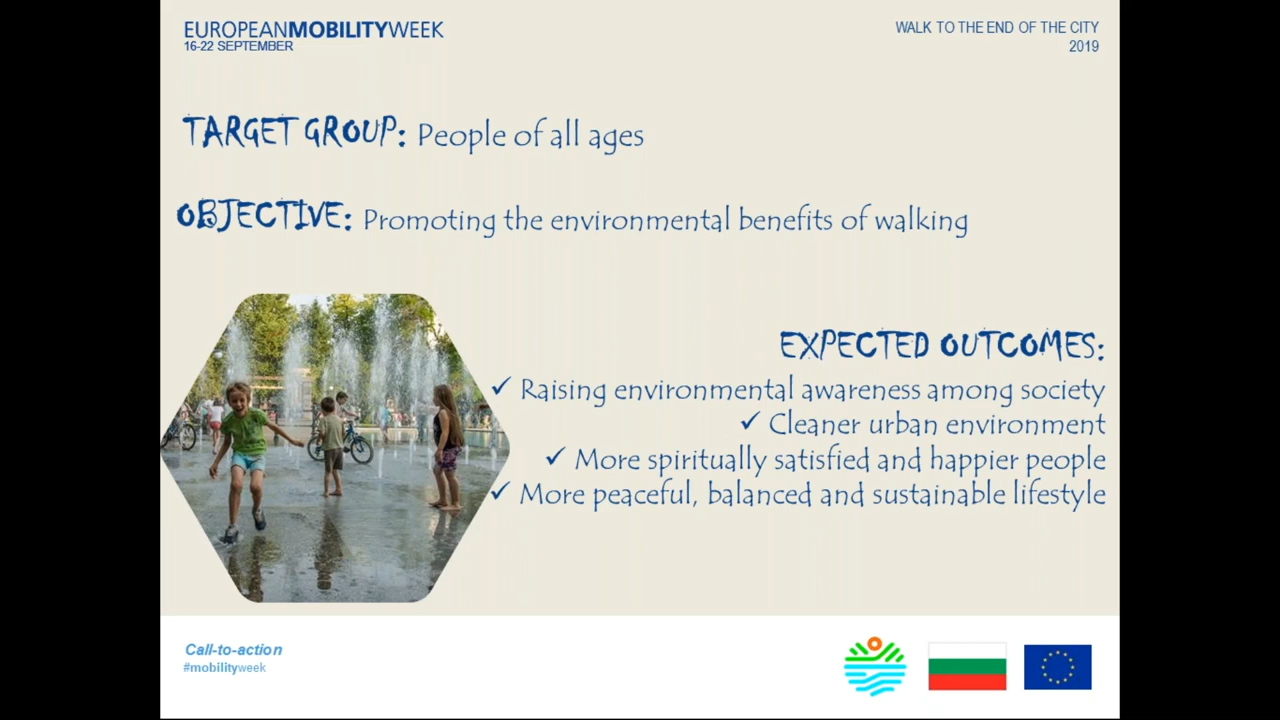 EUROPEANMOBILITYWEEK
16-22 SEPTEMBER
WALK TO THE END OF THE CITY
2019
TARGET GROUP: People of all ages
OBJECTIVE: Promoting the environmental benefits of walking
EXPECTED OUTCOMES:
✓ Raising environmental awareness among society
✓ Cleaner urban environment
✓ More spiritually satisfied and happier people
✓ More peaceful, balanced and sustainable lifestyle
Call-to-action
#mobilityweek